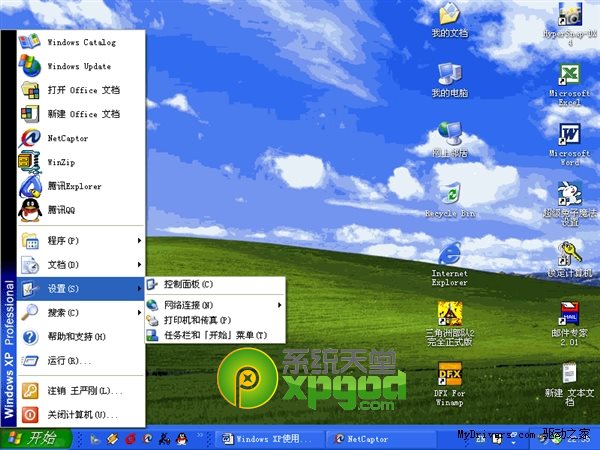 Windows Catalog
Windows Update
打开 Office 文档
新建 Office 文档
NetCaptor
WinZip
腾讯Explorer
腾讯QQ
程序(P)
文档(D)
设置(S)
搜索(C)
帮助和支持(H)
运行(R)...
注销 王严刚(L)...
关闭计算机(U)...
Windows XP Professional
控制面板(C)
网络连接(N)
打印机和传真(P)
任务栏和「开始」菜单(T)
我的文档
我的电脑
网上邻居
Recycle Bin
Internet
Explorer
三角洲部队2
完全正式版
DFX For
Winamp
HyperSnap-DX
4
Microsoft
Excel
Microsoft
Word
超级兔子魔法
设置
锁定计算机
邮件专家
2.01
新建 文本文
档
系统天堂
xpgod
.com
开始
Windows XP使用...
NetCaptor
EN
MyDrivers.com 驱动之家